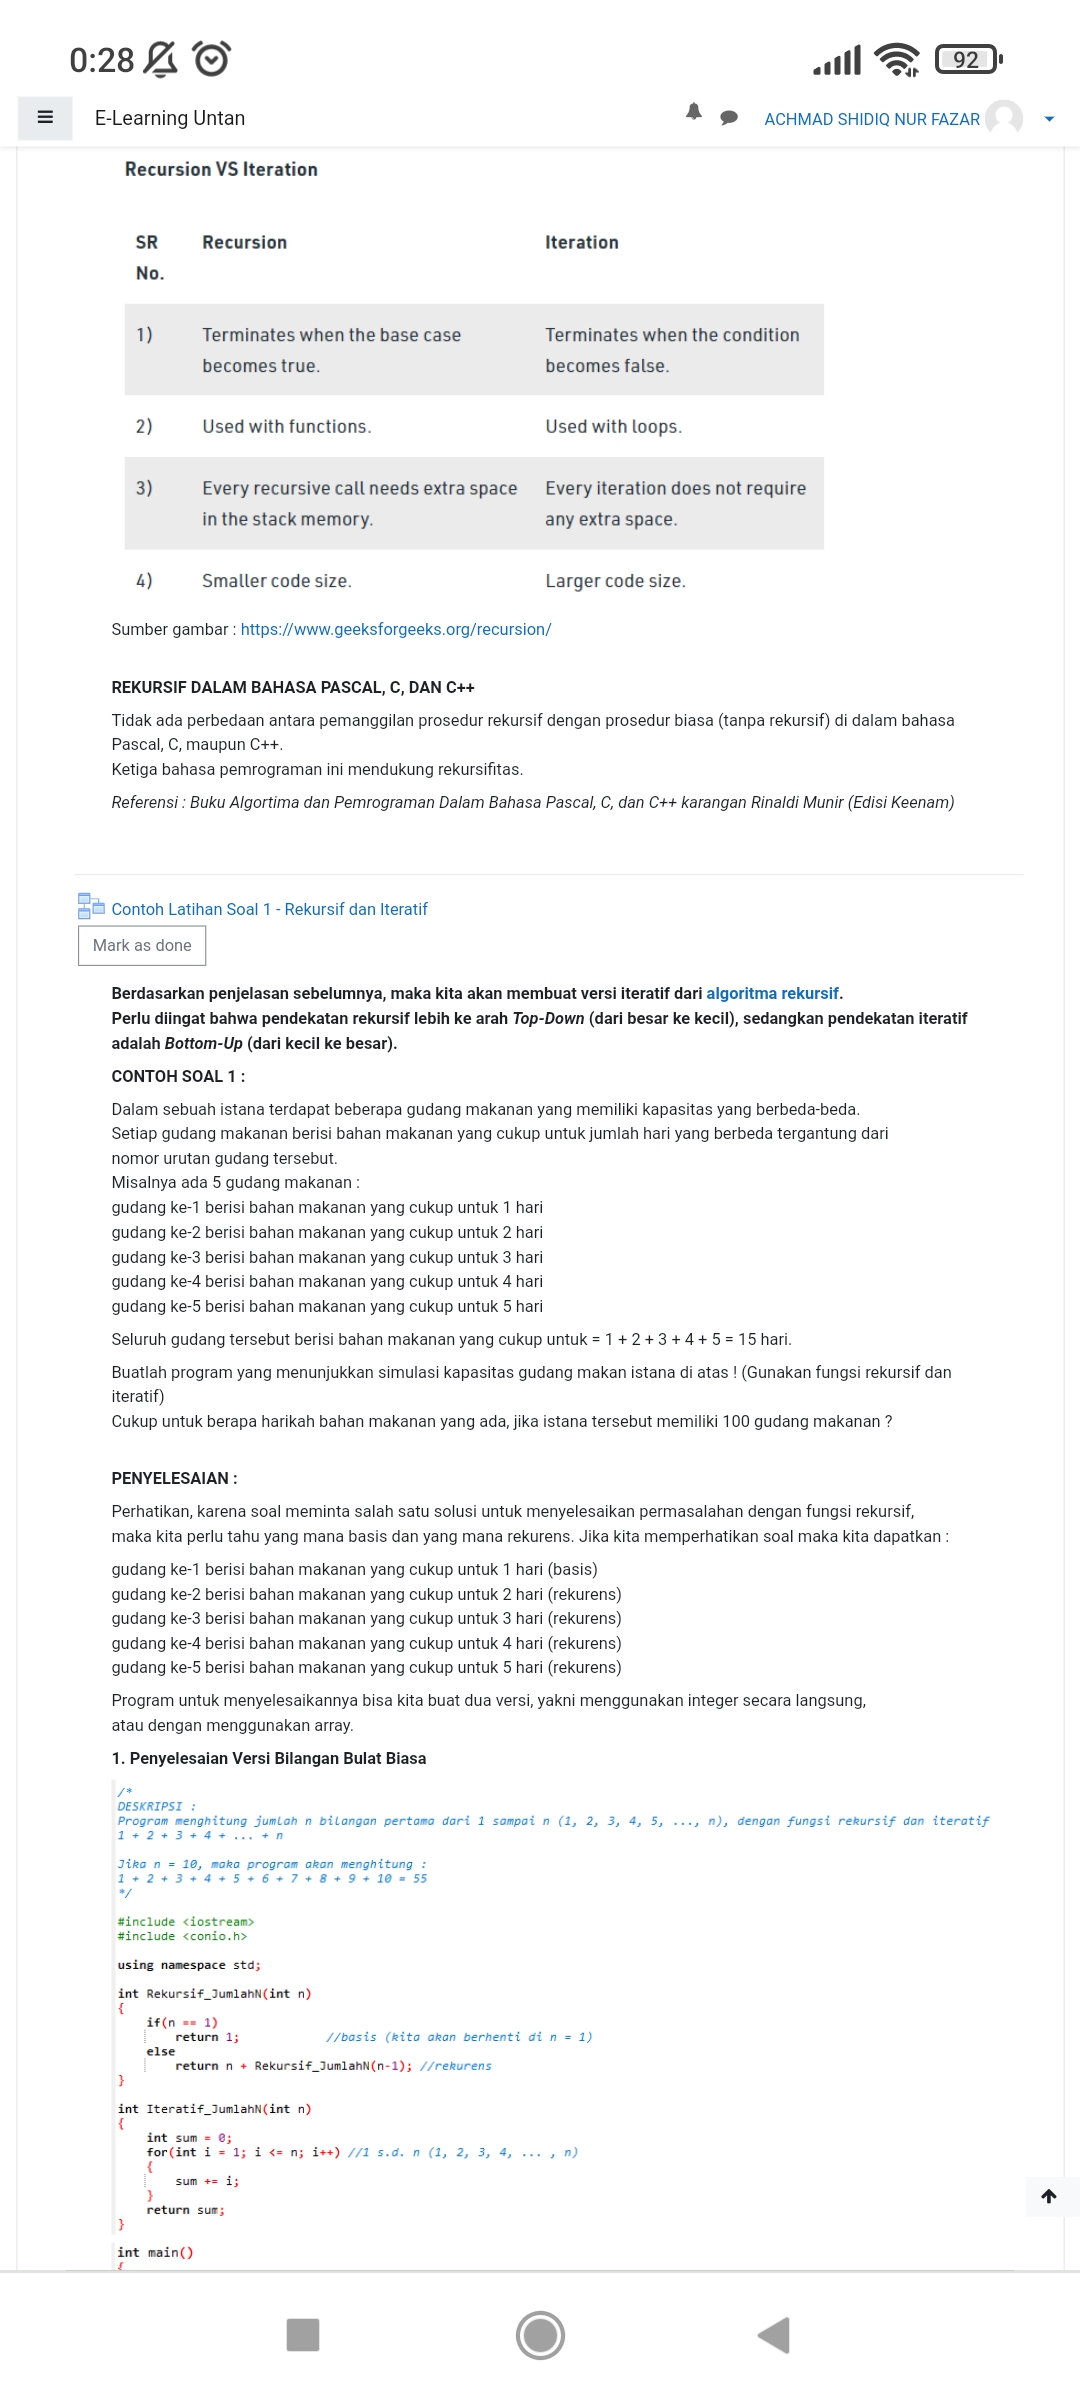 0:28
92
E-Learning Untan
ACHMAD SHIDIQ NUR FAZAR
Recursion VS Iteration
SR No. Recursion Iteration
1) Terminates when the base case becomes true. Terminates when the condition becomes false.
2) Used with functions. Used with loops.
3) Every recursive call needs extra space in the stack memory. Every iteration does not require any extra space.
4) Smaller code size. Larger code size.
Sumber gambar : https://www.geeksforgeeks.org/recursion/
REKURSIF DALAM BAHASA PASCAL, C, DAN C++
Tidak ada perbedaan antara pemanggilan prosedur rekursif dengan prosedur biasa (tanpa rekursif) di dalam bahasa
Pascal, C, maupun C++.
Ketiga bahasa pemrograman ini mendukung rekursifitas.
Referensi : Buku Algortima dan Pemrograman Dalam Bahasa Pascal, C, dan C++ karangan Rinaldi Munir (Edisi Keenam)
Contoh Latihan Soal 1 - Rekursif dan Iteratif
Mark as done
Berdasarkan penjelasan sebelumnya, maka kita akan membuat versi iteratif dari algoritma rekursif.
Perlu diingat bahwa pendekatan rekursif lebih ke arah Top-Down (dari besar ke kecil), sedangkan pendekatan iteratif
adalah Bottom-Up (dari kecil ke besar).
CONTOH SOAL 1 :
Dalam sebuah istana terdapat beberapa gudang makanan yang memiliki kapasitas yang berbeda-beda.
Setiap gudang makanan berisi bahan makanan yang cukup untuk jumlah hari yang berbeda tergantung dari
nomor urutan gudang tersebut.
Misalnya ada 5 gudang makanan :
gudang ke-1 berisi bahan makanan yang cukup untuk 1 hari
gudang ke-2 berisi bahan makanan yang cukup untuk 2 hari
gudang ke-3 berisi bahan makanan yang cukup untuk 3 hari
gudang ke-4 berisi bahan makanan yang cukup untuk 4 hari
gudang ke-5 berisi bahan makanan yang cukup untuk 5 hari
Seluruh gudang tersebut berisi bahan makanan yang cukup untuk = 1 + 2 + 3 + 4 + 5 = 15 hari.
Buatlah program yang menunjukkan simulasi kapasitas gudang makan istana di atas ! (Gunakan fungsi rekursif dan
iteratif)
Cukup untuk berapa harikah bahan makanan yang ada, jika istana tersebut memiliki 100 gudang makanan ?
PENYELESAIAN :
Perhatikan, karena soal meminta salah satu solusi untuk menyelesaikan permasalahan dengan fungsi rekursif,
maka kita perlu tahu yang mana basis dan yang mana rekurens. Jika kita memperhatikan soal maka kita dapatkan :
gudang ke-1 berisi bahan makanan yang cukup untuk 1 hari (basis)
gudang ke-2 berisi bahan makanan yang cukup untuk 2 hari (rekurens)
gudang ke-3 berisi bahan makanan yang cukup untuk 3 hari (rekurens)
gudang ke-4 berisi bahan makanan yang cukup untuk 4 hari (rekurens)
gudang ke-5 berisi bahan makanan yang cukup untuk 5 hari (rekurens)
Program untuk menyelesaikannya bisa kita buat dua versi, yakni menggunakan integer secara langsung,
atau dengan menggunakan array.
1. Penyelesaian Versi Bilangan Bulat Biasa
/*
DESKRIPSI :
Program menghitung jumlah n bilangan pertama dari 1 sampai n (1, 2, 3, 4, 5, ..., n), dengan fungsi rekursif dan iteratif
1 + 2 + 3 + 4 + ... + n
Jika n = 10, maka program akan menghitung :
1 + 2 + 3 + 4 + 5 + 6 + 7 + 8 + 9 + 10 = 55
*/
#include <iostream>
#include <conio.h>
using namespace std;
int Rekursif_JumlahN(int n)
{
if(n == 1)
return 1; //basis (kita akan berhenti di n = 1)
else
return n + Rekursif_JumlahN(n-1); //rekurens
}
int Iteratif_JumlahN(int n)
{
int sum = 0;
for(int i = 1; i <= n; i++) //1 s.d. n (1, 2, 3, 4, ... , n)
{
sum += i;
}
return sum;
}
int main()
{